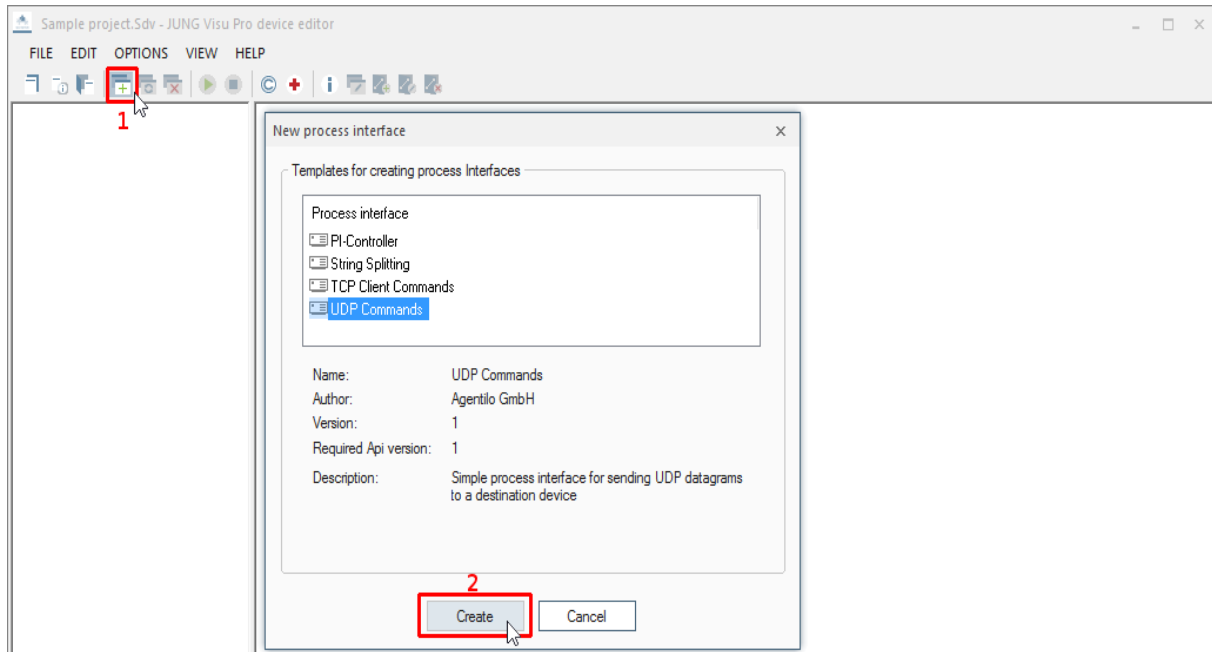 Sample project.Sdv - JUNG Visu Pro device editor
FILE EDIT OPTIONS VIEW HELP
1
New process interface
Templates for creating process Interfaces
Process interface
PI-Controller
String Splitting
TCP Client Commands
UDP Commands
Name: UDP Commands
Author: Agentilo GmbH
Version: 1
Required Api version: 1
Description: Simple process interface for sending UDP datagrams
to a destination device
2
Create Cancel